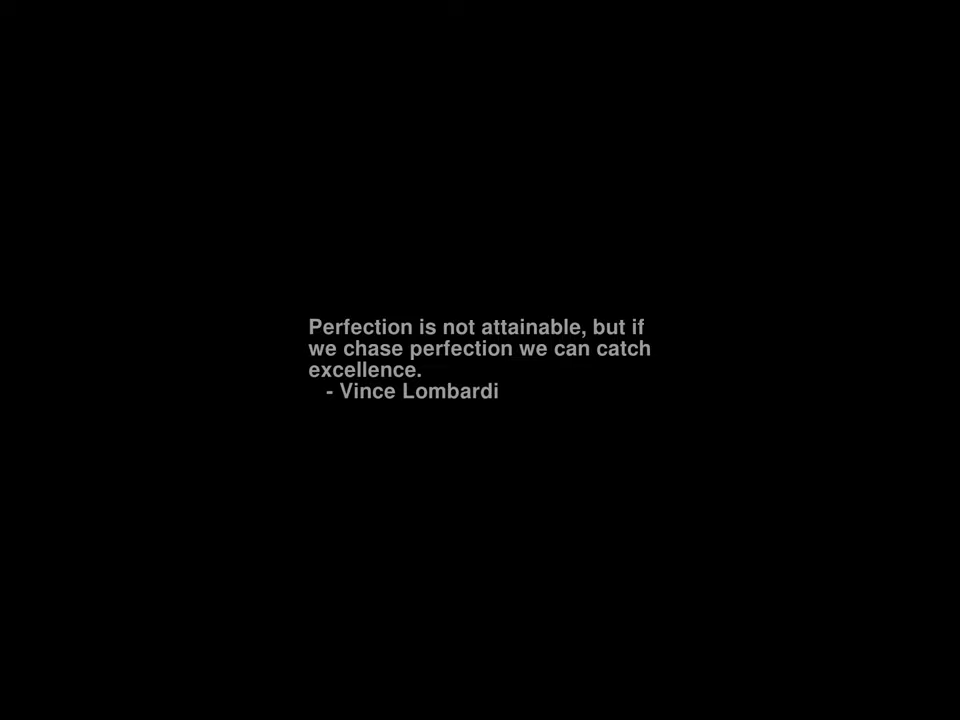 Perfection is not attainable, but if
we chase perfection we can catch
excellence.
- Vince Lombardi